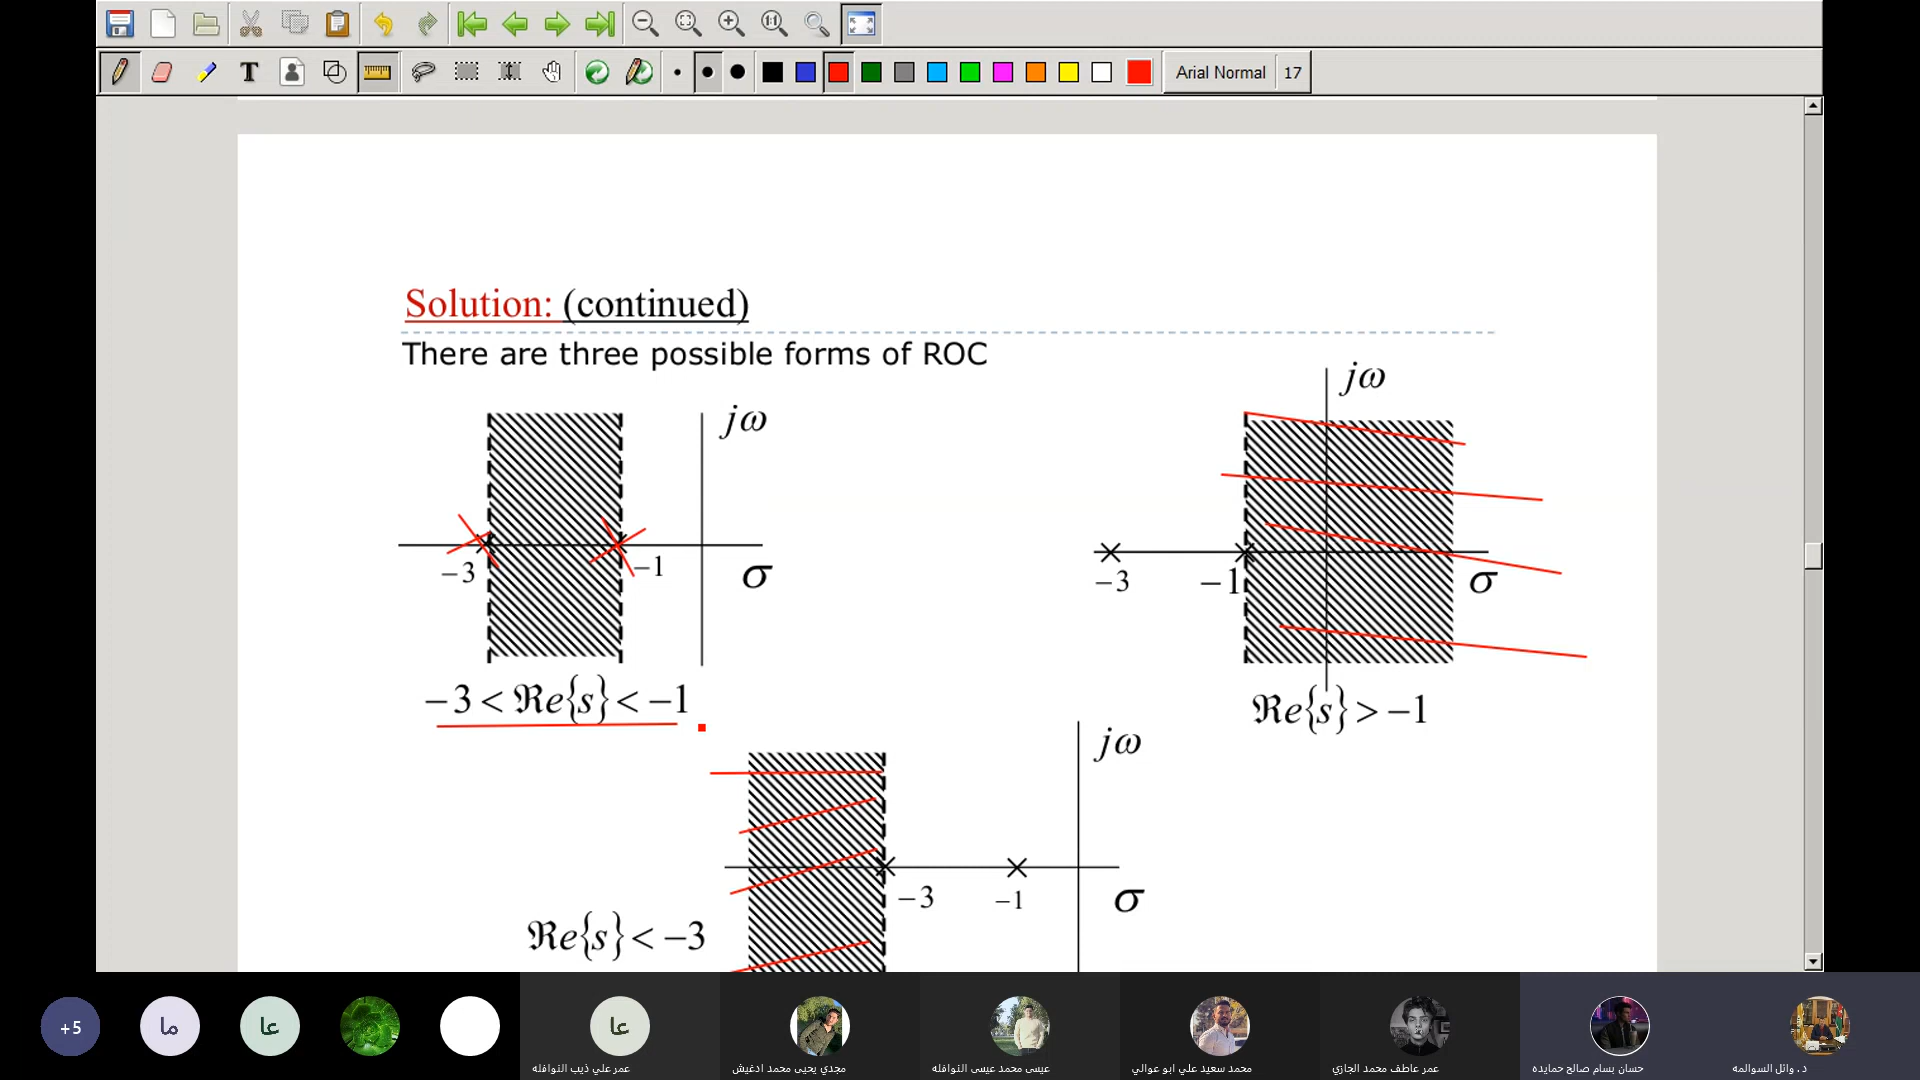 Arial Normal 17
Solution: (continued)
There are three possible forms of ROC
jω
-3
-1
σ
-3 < ℜe{s} < -1
jω
-3
-1
σ
ℜe{s} > -1
jω
-3
-1
σ
ℜe{s} < -3
+5
ما
عا
عا
عمر علي ذيب النوافله
مجدي يحيى محمد ادغيش
عيسى محمد عيسى النوافله
محمد سعيد علي ابو عوالي
عمر عاطف محمد الجازي
حسان بسام صالح حمايده
د. وائل السوالمه